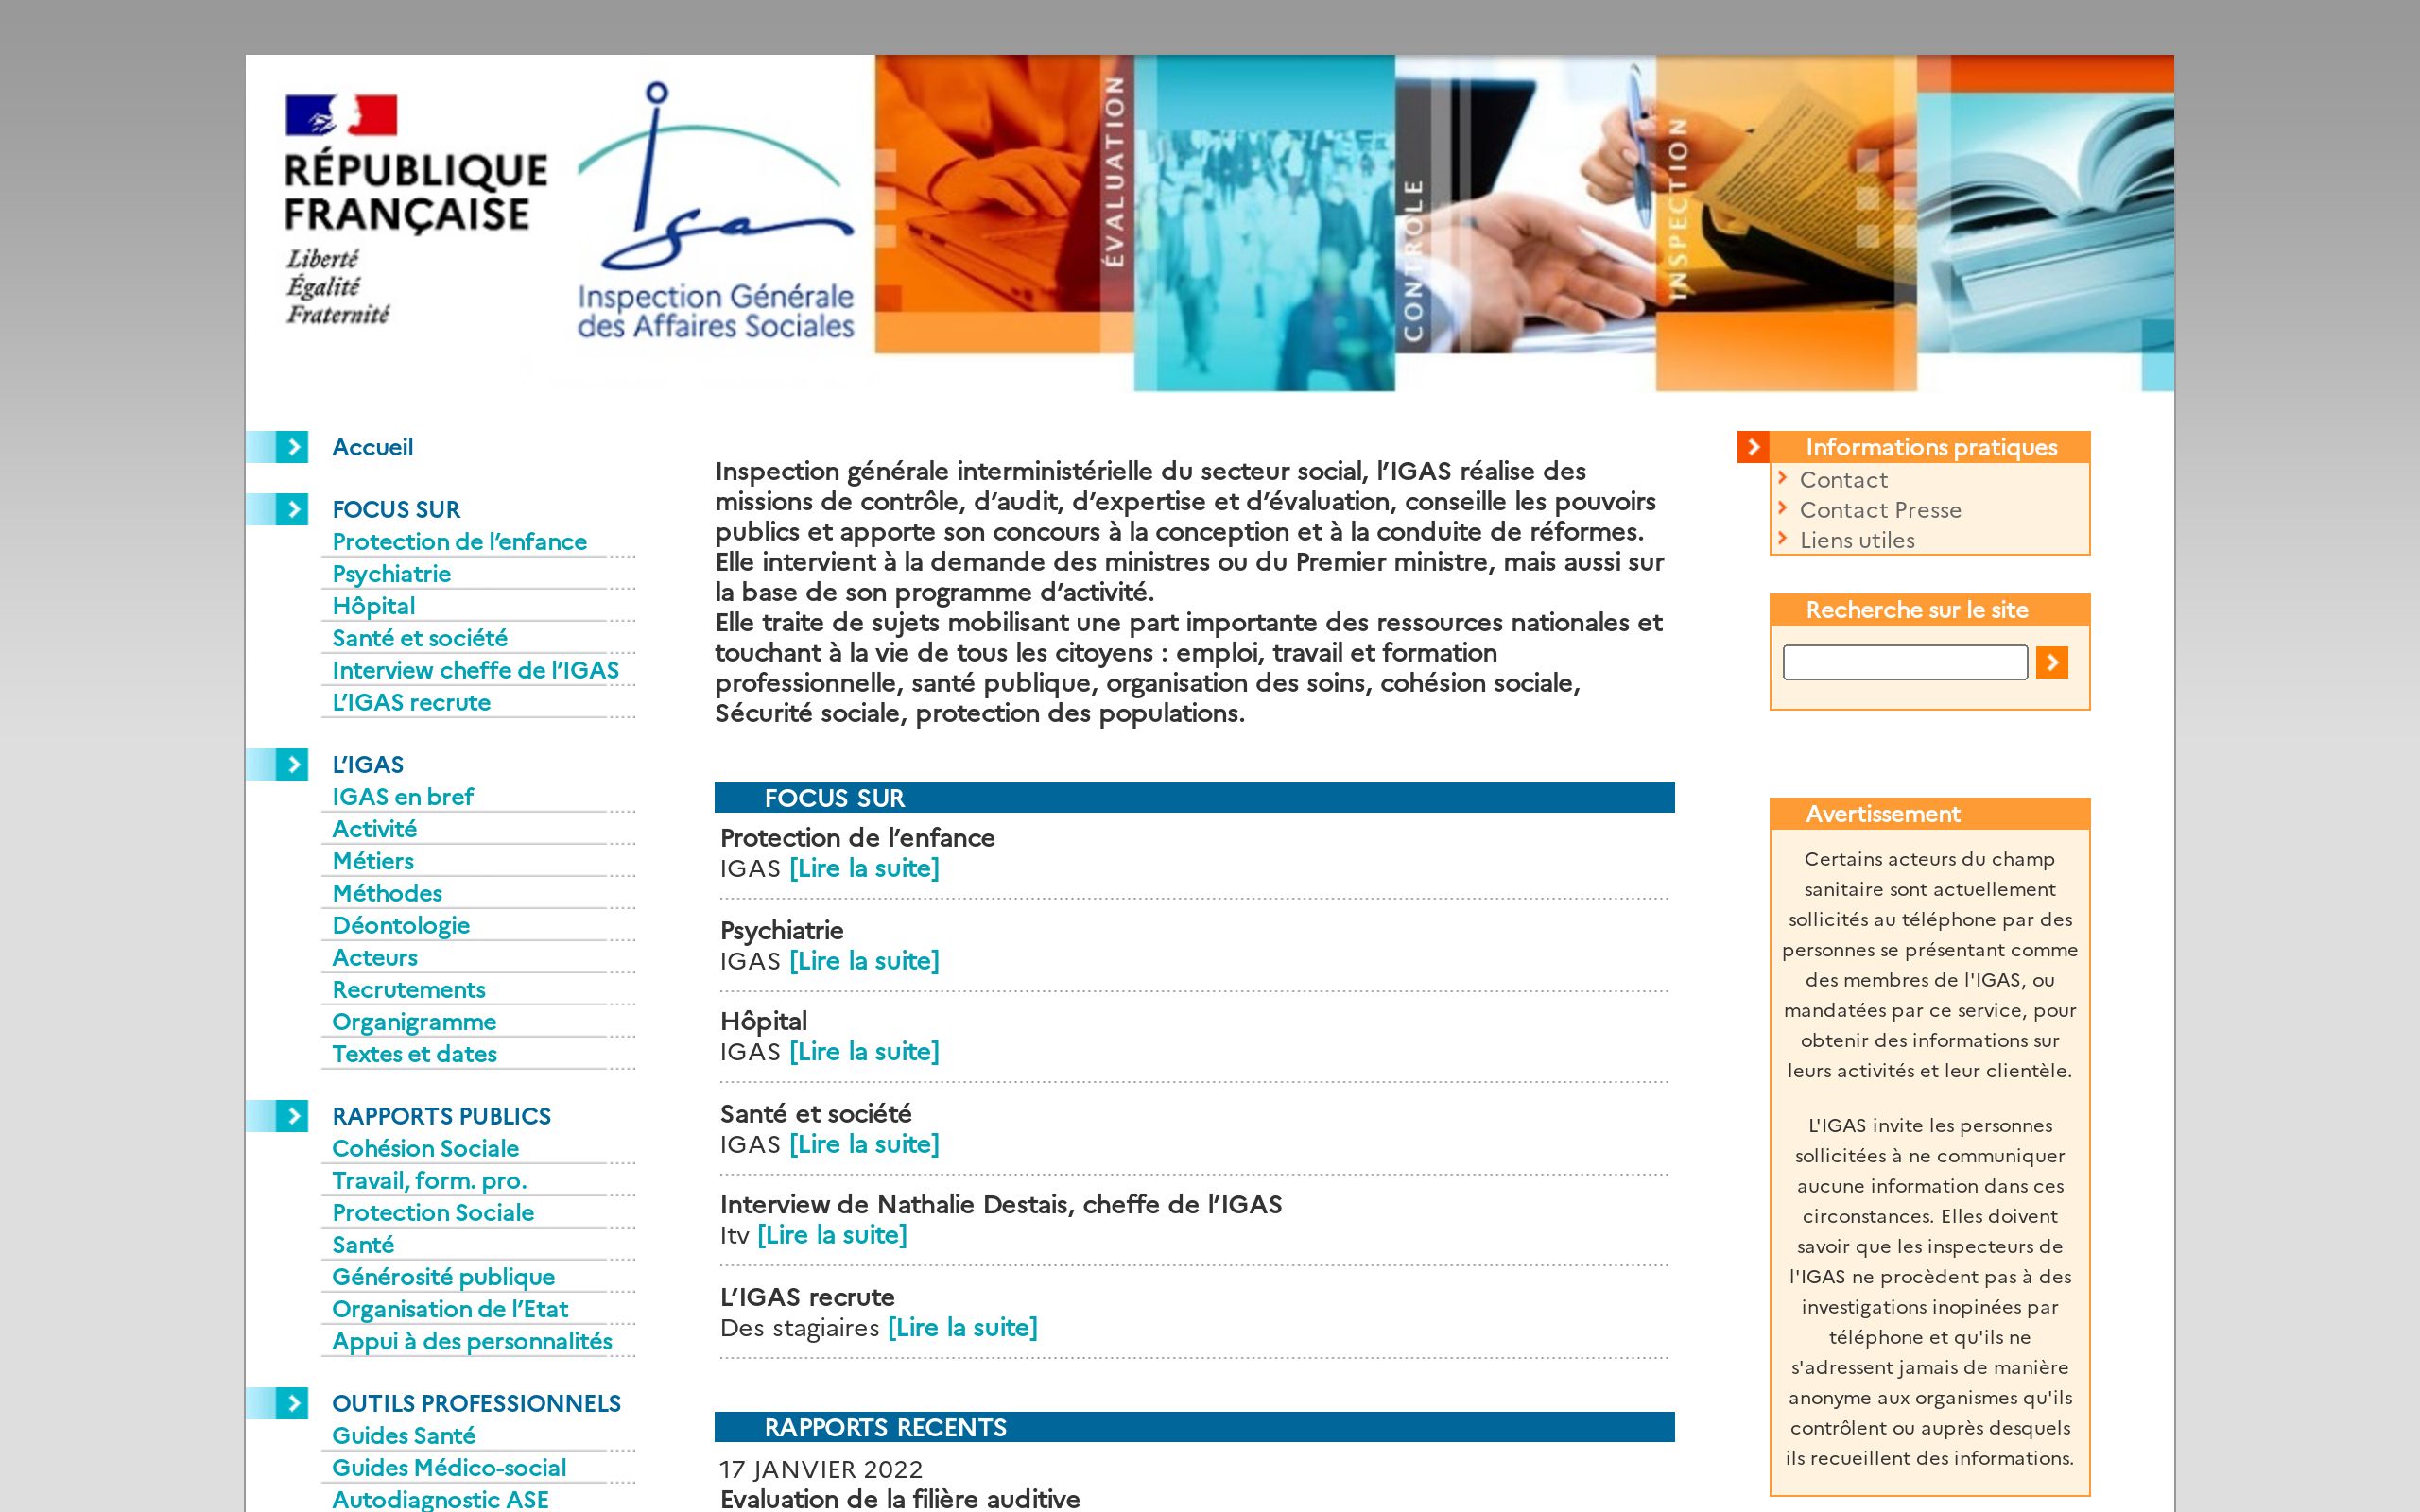 RÉPUBLIQUE
FRANÇAISE
Liberté
Égalité
Fraternité
Igas
Inspection Générale
des Affaires Sociales
ÉVALUATION
CONTROLE
INSPECTION
Accueil
FOCUS SUR
Protection de l’enfance
Psychiatrie
Hôpital
Santé et société
Interview cheffe de l’IGAS
L’IGAS recrute
L’IGAS
IGAS en bref
Activité
Métiers
Méthodes
Déontologie
Acteurs
Recrutements
Organigramme
Textes et dates
RAPPORTS PUBLICS
Cohésion Sociale
Travail, form. pro.
Protection Sociale
Santé
Générosité publique
Organisation de l’Etat
Appui à des personnalités
OUTILS PROFESSIONNELS
Guides Santé
Guides Médico-social
Autodiagnostic ASE
Inspection générale interministérielle du secteur social, l’IGAS réalise des
missions de contrôle, d’audit, d’expertise et d’évaluation, conseille les pouvoirs
publics et apporte son concours à la conception et à la conduite de réformes.
Elle intervient à la demande des ministres ou du Premier ministre, mais aussi sur
la base de son programme d’activité.
Elle traite de sujets mobilisant une part importante des ressources nationales et
touchant à la vie de tous les citoyens : emploi, travail et formation
professionnelle, santé publique, organisation des soins, cohésion sociale,
Sécurité sociale, protection des populations.
FOCUS SUR
Protection de l’enfance
IGAS [Lire la suite]
Psychiatrie
IGAS [Lire la suite]
Hôpital
IGAS [Lire la suite]
Santé et société
IGAS [Lire la suite]
Interview de Nathalie Destais, cheffe de l’IGAS
Itv [Lire la suite]
L’IGAS recrute
Des stagiaires [Lire la suite]
RAPPORTS RECENTS
17 JANVIER 2022
Evaluation de la filière auditive
Informations pratiques
Contact
Contact Presse
Liens utiles
Recherche sur le site
Avertissement
Certains acteurs du champ
sanitaire sont actuellement
sollicités au téléphone par des
personnes se présentant comme
des membres de l'IGAS, ou
mandatées par ce service, pour
obtenir des informations sur
leurs activités et leur clientèle.
L'IGAS invite les personnes
sollicitées à ne communiquer
aucune information dans ces
circonstances. Elles doivent
savoir que les inspecteurs de
l'IGAS ne procèdent pas à des
investigations inopinées par
téléphone et qu'ils ne
s'adressent jamais de manière
anonyme aux organismes qu'ils
contrôlent ou auprès desquels
ils recueillent des informations.